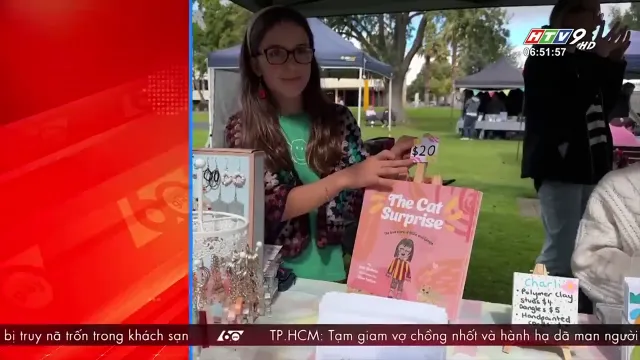 HTV9 HD
06:51:57
$20
The Cat
Surprise
Charli
• Polymer Clay
studs $4
Dangles $5
• Handpainted
bị truy nã trốn trong khách sạn
60
TP.HCM: Tạm giam vợ chồng nhốt và hành hạ dã man người